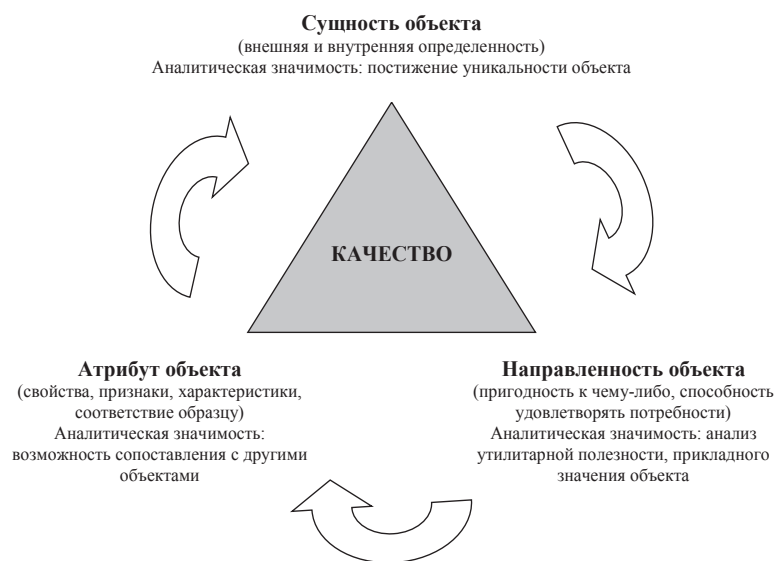 Сущность объекта
(внешняя и внутренняя определенность)
Аналитическая значимость: постижение уникальности объекта
КАЧЕСТВО
Атрибут объекта
(свойства, признаки, характеристики,
соответствие образцу)
Аналитическая значимость:
возможность сопоставления с другими
объектами
Направленность объекта
(пригодность к чему-либо, способность
удовлетворять потребности)
Аналитическая значимость: анализ
утилитарной полезности, прикладного
значения объекта